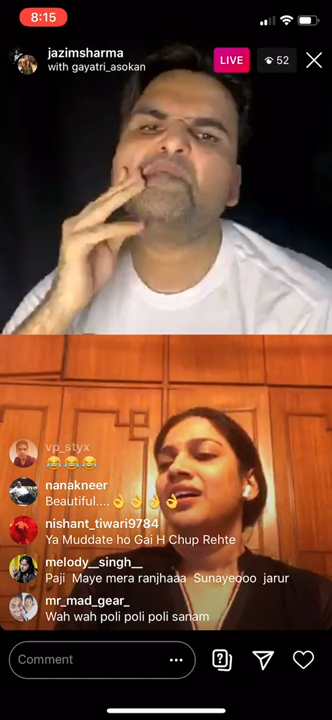 8:15
jazimsharma
with gayatri_asokan
LIVE
52
vp_styx
😂😂😂
nanakneer
Beautiful....👌👌👌👌
nishant_tiwari9784
Ya Muddate ho Gai H Chup Rehte
melody__singh__
Paji Maye mera ranjhaaa Sunayeooo jarur
mr_mad_gear_
Wah wah poli poli poli sanam
Comment